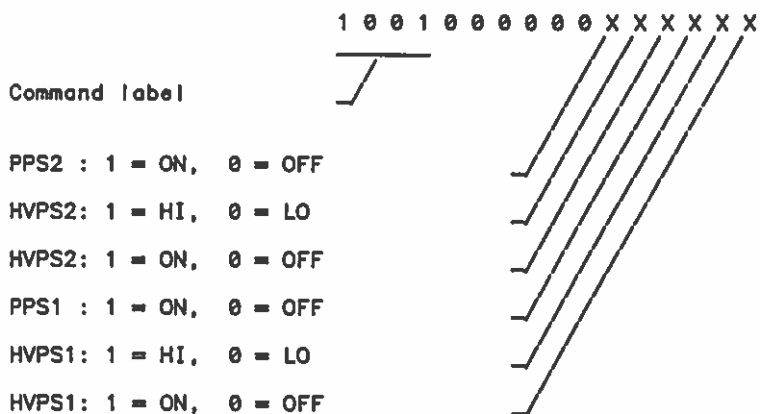 1 0 0 1 0 0 0 0 0 0 X X X X X X
Command label
PPS2 : 1 = ON, 0 = OFF
HVPS2: 1 = HI, 0 = LO
HVPS2: 1 = ON, 0 = OFF
PPS1 : 1 = ON, 0 = OFF
HVPS1: 1 = HI, 0 = LO
HVPS1: 1 = ON, 0 = OFF